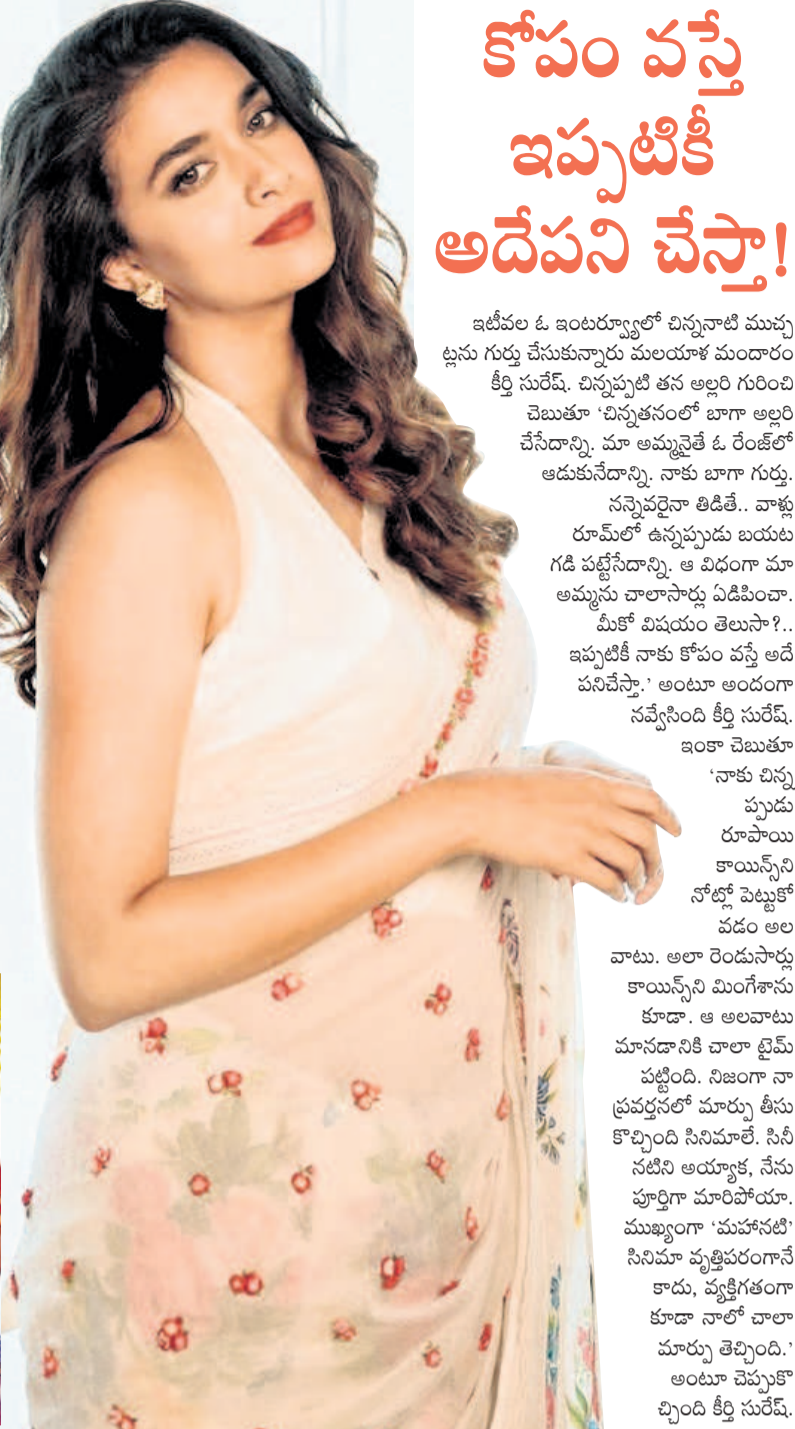 కోపం వస్తే
ఇప్పటికీ
అదేపని చేస్తా!
ఇటీవల ఓ ఇంటర్వ్యూలో చిన్ననాటి ముచ్చ
ట్లను గుర్తు చేసుకున్నారు మలయాళ మందారం
కీర్తి సురేష్. చిన్నప్పటి తన అల్లరి గురించి
చెబుతూ ‘చిన్నతనంలో బాగా అల్లరి
చేసేదాన్ని. మా అమ్మనైతే ఓ రేంజ్‌లో
ఆడుకునేదాన్ని. నాకు బాగా గుర్తు.
నన్నెవరైనా తిడితే.. వాళ్లు
రూమ్‌లో ఉన్నప్పుడు బయట
గడి పట్టేసేదాన్ని. ఆ విధంగా మా
అమ్మను చాలాసార్లు ఏడిపించా.
మీకో విషయం తెలుసా?..
ఇప్పటికీ నాకు కోపం వస్తే అదే
పనిచేస్తా.’ అంటూ అందంగా
నవ్వేసింది కీర్తి సురేష్.
ఇంకా చెబుతూ
‘నాకు చిన్న
ప్పుడు
రూపాయి
కాయిన్స్‌ని
నోట్లో పెట్టుకో
వడం అల
వాటు. అలా రెండుసార్లు
కాయిన్స్‌ని మింగేశాను
కూడా. ఆ అలవాటు
మానడానికి చాలా టైమ్
పట్టింది. నిజంగా నా
ప్రవర్తనలో మార్పు తీసు
కొచ్చింది సినిమాలే. సినీ
నటిని అయ్యాక, నేను
పూర్తిగా మారిపోయా.
ముఖ్యంగా ‘మహానటి’
సినిమా వృత్తిపరంగానే
కాదు, వ్యక్తిగతంగా
కూడా నాలో చాలా
మార్పు తెచ్చింది.’
అంటూ చెప్పుకొ
చ్చింది కీర్తి సురేష్.